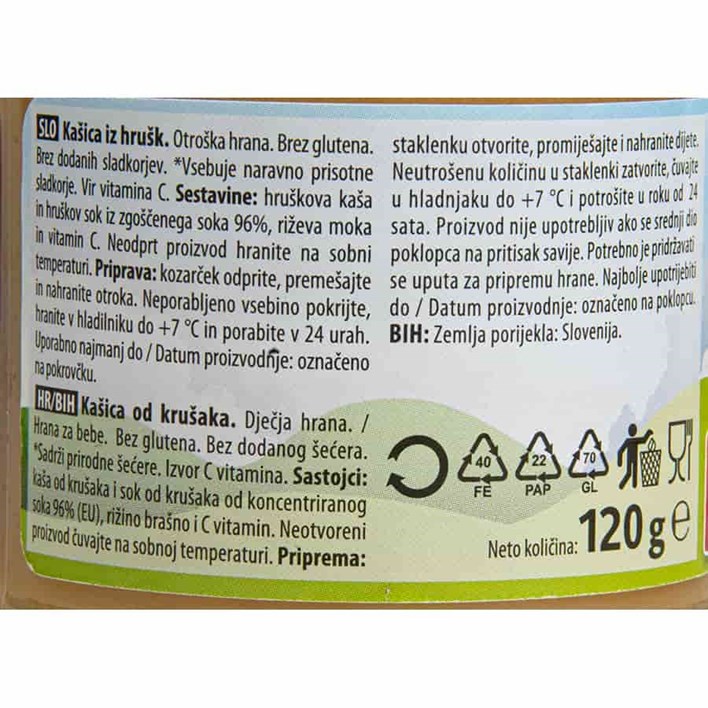 SLO Kašica iz hrušk. Otroška hrana. Brez glutena.
Brez dodanih sladkorjev. *Vsebuje naravno prisotne
sladkorje. Vir vitamina C. Sestavine: hruškova kaša
in hruškov sok iz zgoščenega soka 96%, riževa moka
in vitamin C. Neodprt proizvod hranite na sobni
temperaturi. Priprava: kozarček odprite, premešajte
in nahranite otroka. Neporabljeno vsebino pokrijte,
hranite v hladilniku do +7 °C in porabite v 24 urah.
Uporabno najmanj do / Datum proizvodnje: označeno
na pokrovčku.
HR/BIH Kašica od krušaka. Dječja hrana. /
Hrana za bebe. Bez glutena. Bez dodanog šećera.
*Sadrži prirodne šećere. Izvor C vitamina. Sastojci:
kaša od krušaka i sok od krušaka od koncentriranog
soka 96% (EU), rižino brašno i C vitamin. Neotvoreni
proizvod čuvajte na sobnoj temperaturi. Priprema:
staklenku otvorite, promiješajte i nahranite dijete.
Neutrošenu količinu u staklenki zatvorite, čuvajte
u hladnjaku do +7 °C i potrošite u roku od 24
sata. Proizvod nije upotrebljiv ako se srednji dio
poklopca na pritisak savije. Potrebno je pridržavati
se uputa za pripremu hrane. Najbolje upotrijebiti
do / Datum proizvodnje: označeno na poklopcu.
BIH: Zemlja porijekla: Slovenija.
40 22 70
FE PAP GL
Neto količina: 120 g e